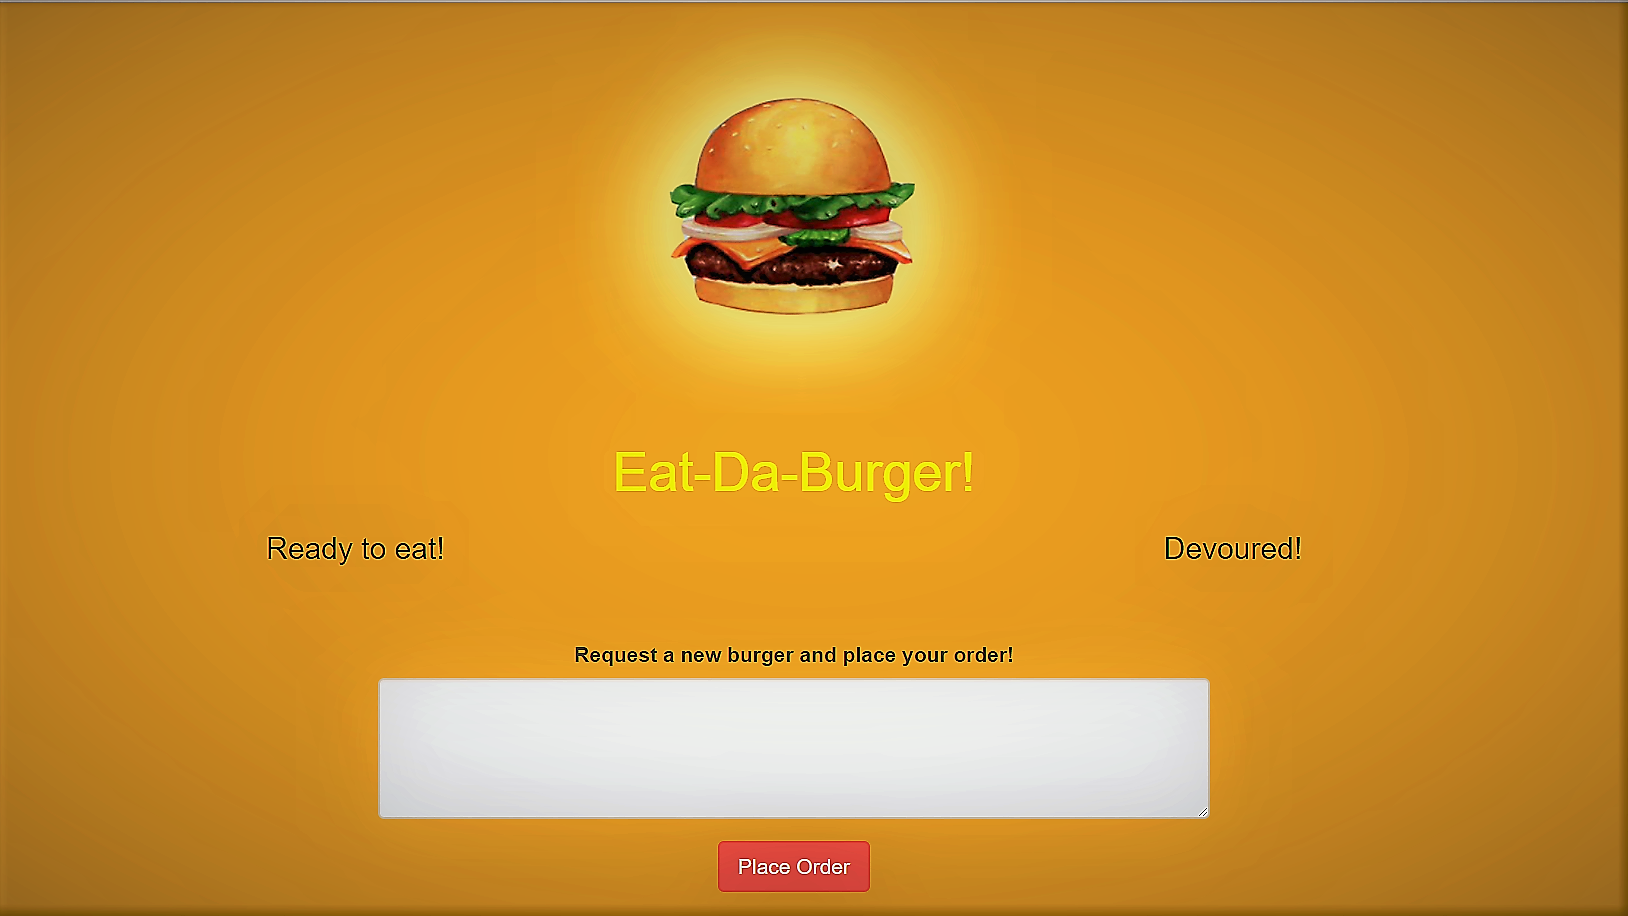 Eat-Da-Burger!
Ready to eat!
Devoured!
Request a new burger and place your order!
Place Order